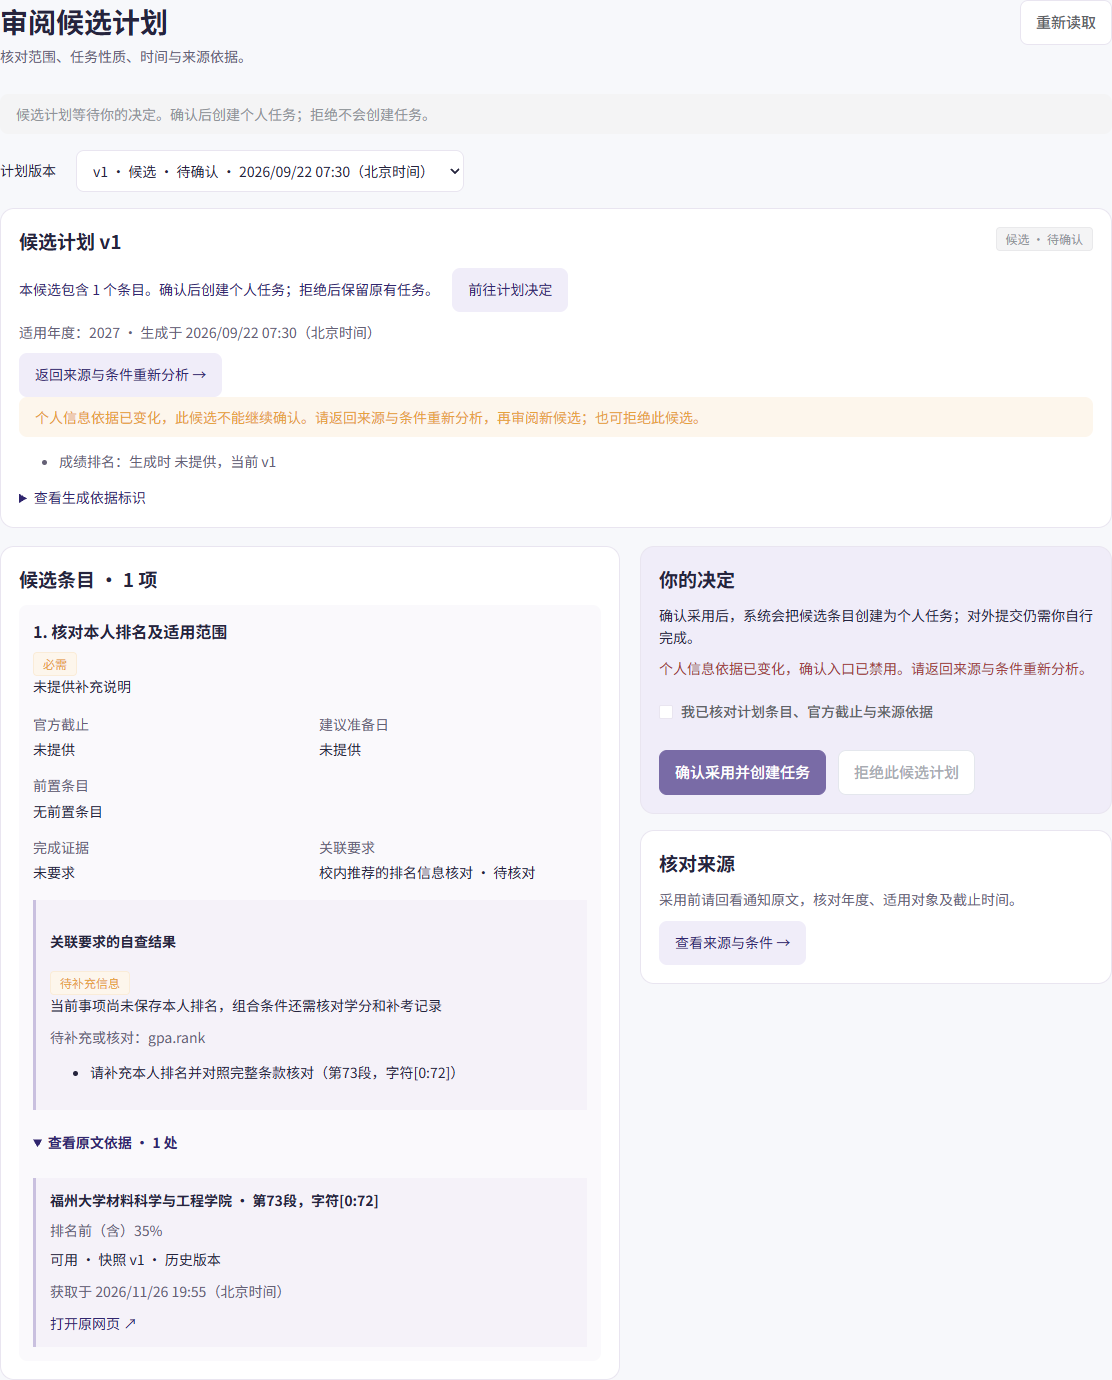 审阅候选计划
重新读取
核对范围、任务性质、时间与来源依据。
候选计划等待你的决定。确认后创建个人任务；拒绝不会创建任务。
计划版本
v1 · 候选 · 待确认 · 2026/09/22 07:30（北京时间）
候选计划 v1
候选 · 待确认
本候选包含 1 个条目。确认后创建个人任务；拒绝后保留原有任务。
前往计划决定
适用年度：2027 · 生成于 2026/09/22 07:30（北京时间）
返回来源与条件重新分析 →
个人信息依据已变化，此候选不能继续确认。请返回来源与条件重新分析，再审阅新候选；也可拒绝此候选。
• 成绩排名：生成时 未提供，当前 v1
▶ 查看生成依据标识
候选条目 · 1 项
1. 核对本人排名及适用范围
必需
未提供补充说明
官方截止
建议准备日
未提供
未提供
前置条目
无前置条目
完成证据
关联要求
未要求
校内推荐的排名信息核对 · 待核对
关联要求的自查结果
待补充信息
当前事项尚未保存本人排名，组合条件还需核对学分和补考记录
待补充或核对：gpa.rank
• 请补充本人排名并对照完整条款核对（第73段，字符[0:72]）
▼ 查看原文依据 · 1 处
福州大学材料科学与工程学院 · 第73段，字符[0:72]
排名前（含）35%
可用 · 快照 v1 · 历史版本
获取于 2026/11/26 19:55（北京时间）
打开原网页 ↗
你的决定
确认采用后，系统会把候选条目创建为个人任务；对外提交仍需你自行
完成。
个人信息依据已变化，确认入口已禁用。请返回来源与条件重新分析。
我已核对计划条目、官方截止与来源依据
确认采用并创建任务
拒绝此候选计划
核对来源
采用前请回看通知原文，核对年度、适用对象及截止时间。
查看来源与条件 →